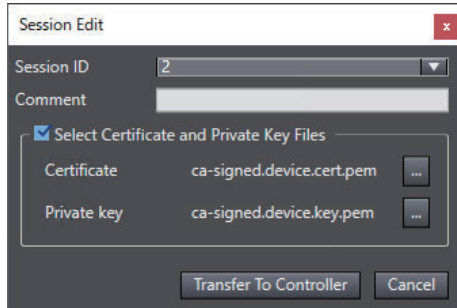 Session Edit
x
Session ID 2
Comment
Select Certificate and Private Key Files
Certificate ca-signed.device.cert.pem ...
Private key ca-signed.device.key.pem ...
Transfer To Controller Cancel